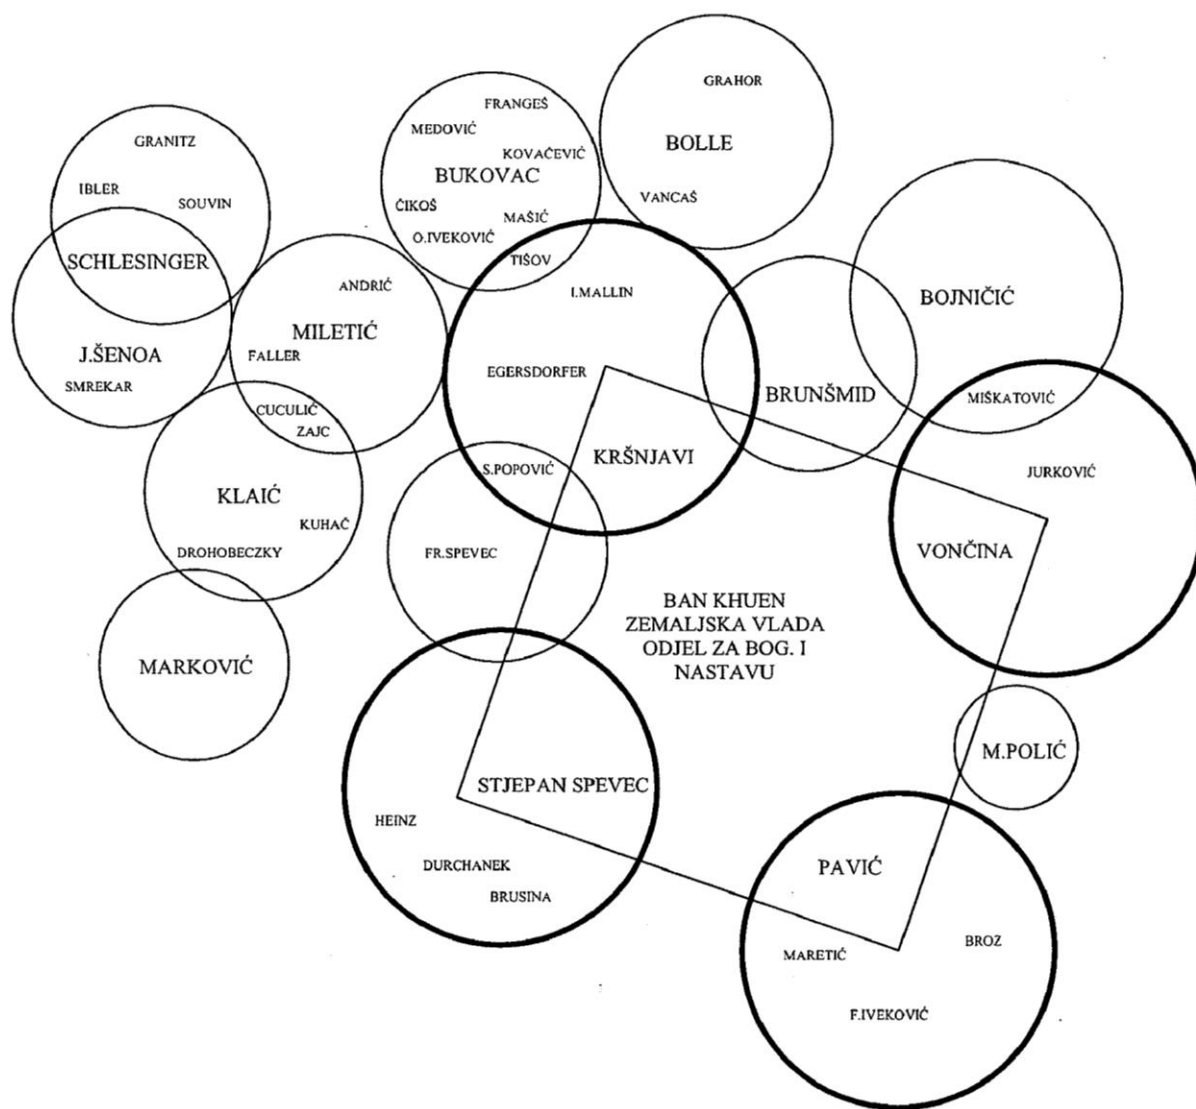 GRAHOR
BOLLE
VANCAŠ
FRANGEŠ
MEDOVIĆ
KOVAČEVIĆ
BUKOVAC
ČIKOŠ
MAŠIĆ
O.IVEKOVIĆ
TIŠOV
GRANITZ
IBLER
SOUVIN
SCHLESINGER
J.ŠENOA
SMREKAR
ANDRIĆ
MILETIĆ
FALLER
CUCULIĆ
ZAJC
KLAIĆ
KUHAČ
DROHOBECZKY
MARKOVIĆ
I.MALLIN
EGERSDORFER
KRŠNJAVI
S.POPOVIĆ
FR.SPEVEC
BRUNŠMID
BOJNIČIĆ
MIŠKATOVIĆ
JURKOVIĆ
VONČINA
BAN KHUEN
ZEMALJSKA VLADA
ODJEL ZA BOG. I
NASTAVU
M.POLIĆ
STJEPAN SPEVEC
HEINZ
DURCHANEK
BRUSINA
PAVIĆ
BROZ
MARETIĆ
F.IVEKOVIĆ